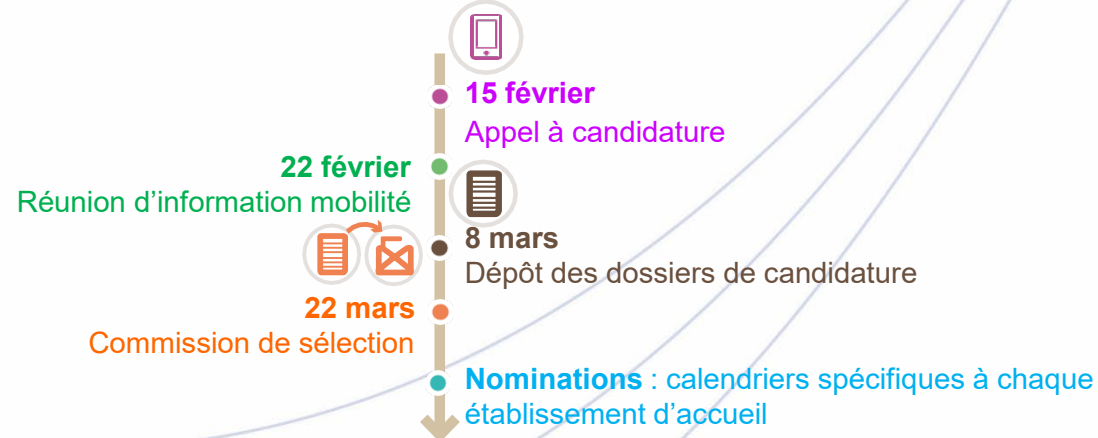 15 février
Appel à candidature
22 février
Réunion d’information mobilité
8 mars
Dépôt des dossiers de candidature
22 mars
Commission de sélection
Nominations : calendriers spécifiques à chaque
établissement d’accueil